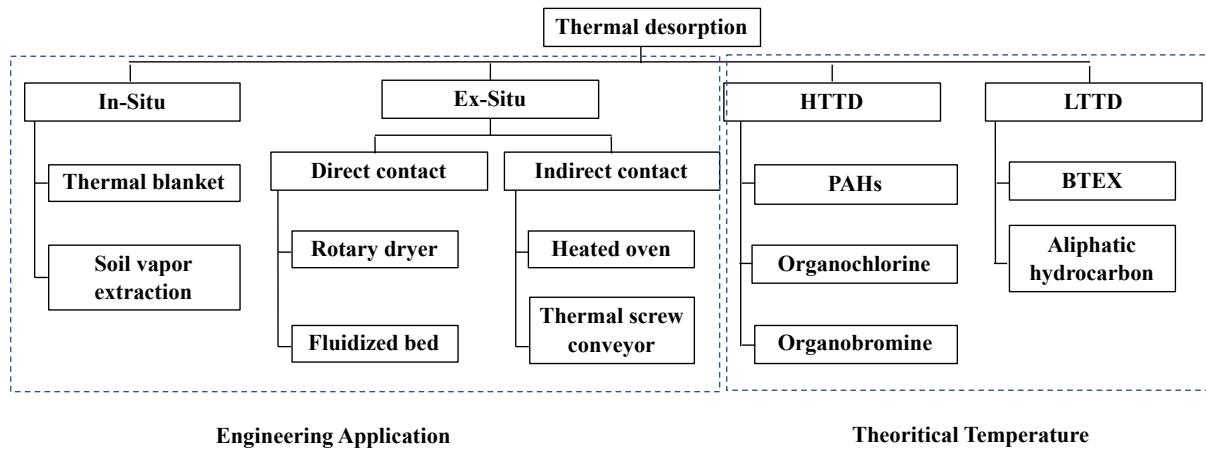 Thermal desorption
In-Situ
Ex-Situ
HTTD
LTTD
Direct contact
Indirect contact
Thermal blanket
PAHs
BTEX
Rotary dryer
Heated oven
Soil vapor
extraction
Organochlorine
Aliphatic
hydrocarbon
Fluidized bed
Thermal screw
conveyor
Organobromine
Engineering Application
Theoritical Temperature